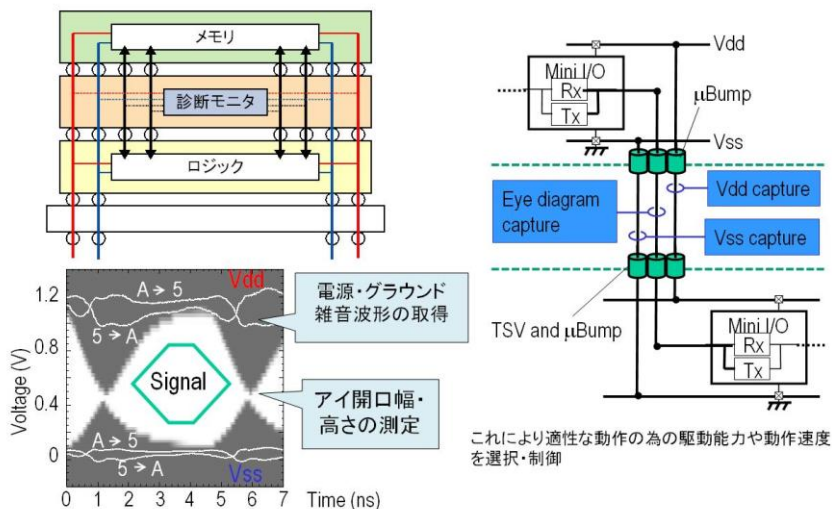 メモリ
診断モニタ
ロジック
Vdd
Mini I/O
Rx
Tx
μBump
Vss
Eye diagram
capture
Vdd capture
Vss capture
TSV and μBump
Mini I/O
Rx
Tx
これにより適性な動作の為の駆動能力や動作速度
を選択・制御
Voltage (V)
1.2
0.8
0.4
0
Vdd
A→5
5→A
Signal
A→5
5→A
Vss
0 1 2 3 4 5 6 7 Time (ns)
電源・グラウンド
雑音波形の取得
アイ開口幅・
高さの測定